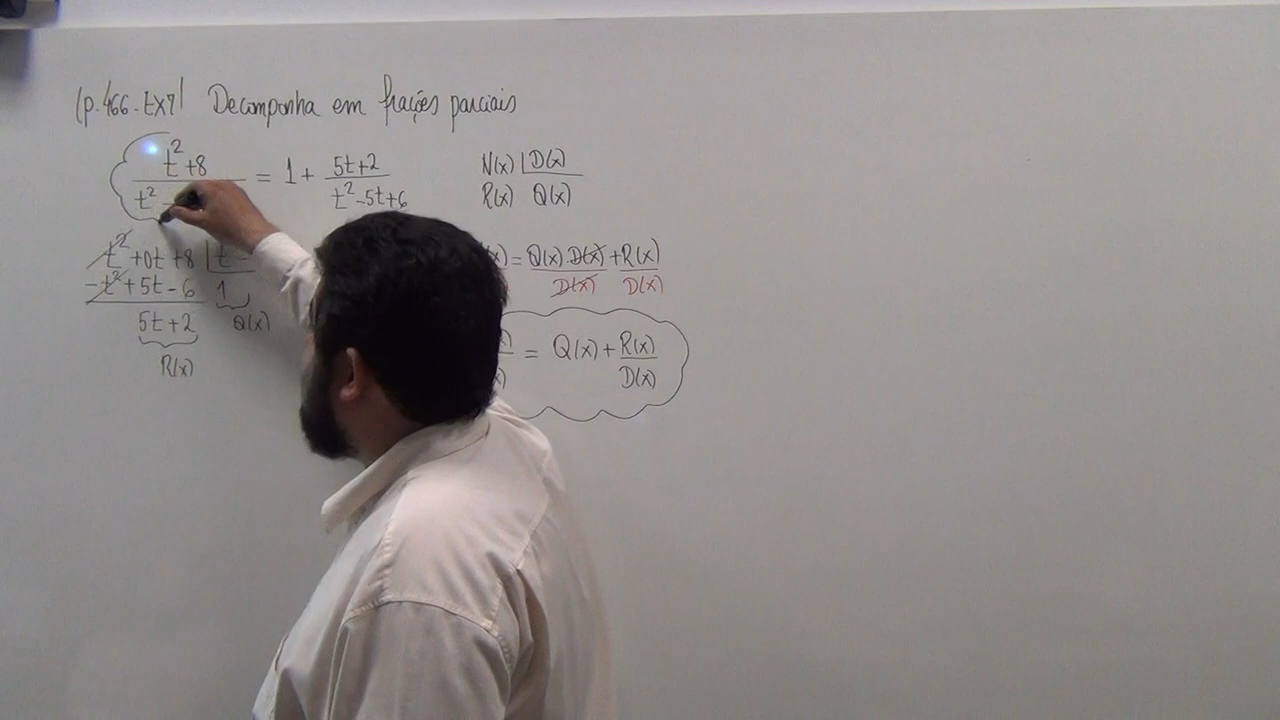 (p.466-EX7) Decomponha em frações parciais
t²+8 = 1 + 5t+2
t² t²-5t+6
N(x) D(x)
R(x) Q(x)
t²+0t+8 t-
-t²+5t-6 1
5t+2 Q(x)
R(x)
= Q(x).D(x)+R(x)
D(x) D(x)
= Q(x)+R(x)
D(x)